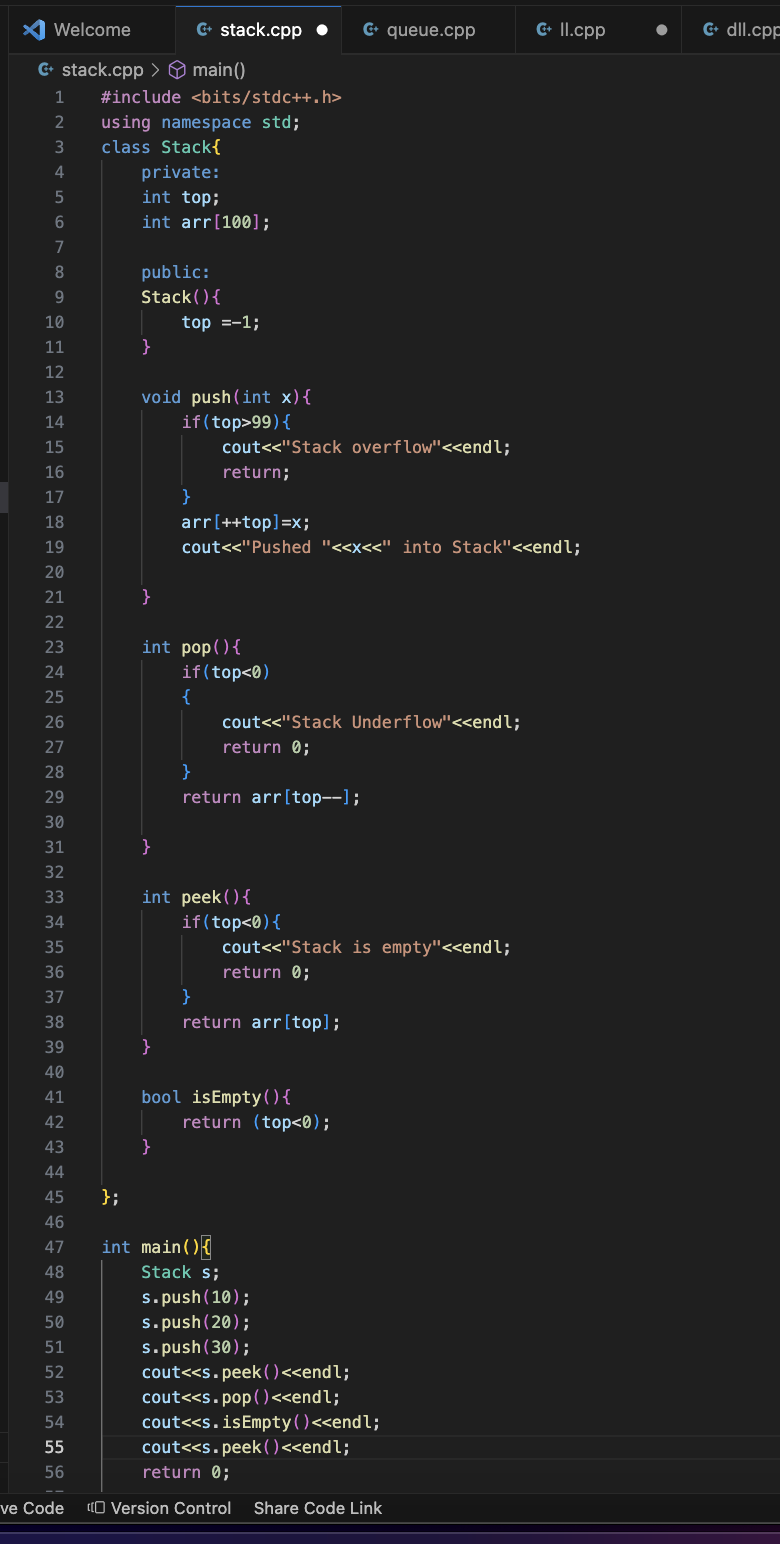 Welcome stack.cpp queue.cpp ll.cpp dll.cpp
stack.cpp > main()
1 #include <bits/stdc++.h>
2 using namespace std;
3 class Stack{
4     private:
5     int top;
6     int arr[100];
7
8     public:
9     Stack(){
10         top =-1;
11     }
12
13     void push(int x){
14         if(top>99){
15             cout<<"Stack overflow"<<endl;
16             return;
17         }
18         arr[++top]=x;
19         cout<<"Pushed "<<x<<" into Stack"<<endl;
20
21     }
22
23     int pop(){
24         if(top<0)
25         {
26             cout<<"Stack Underflow"<<endl;
27             return 0;
28         }
29         return arr[top--];
30
31     }
32
33     int peek(){
34         if(top<0){
35             cout<<"Stack is empty"<<endl;
36             return 0;
37         }
38         return arr[top];
39     }
40
41     bool isEmpty(){
42         return (top<0);
43     }
44
45 };
46
47 int main(){
48     Stack s;
49     s.push(10);
50     s.push(20);
51     s.push(30);
52     cout<<s.peek()<<endl;
53     cout<<s.pop()<<endl;
54     cout<<s.isEmpty()<<endl;
55     cout<<s.peek()<<endl;
56     return 0;
ve Code Version Control Share Code Link